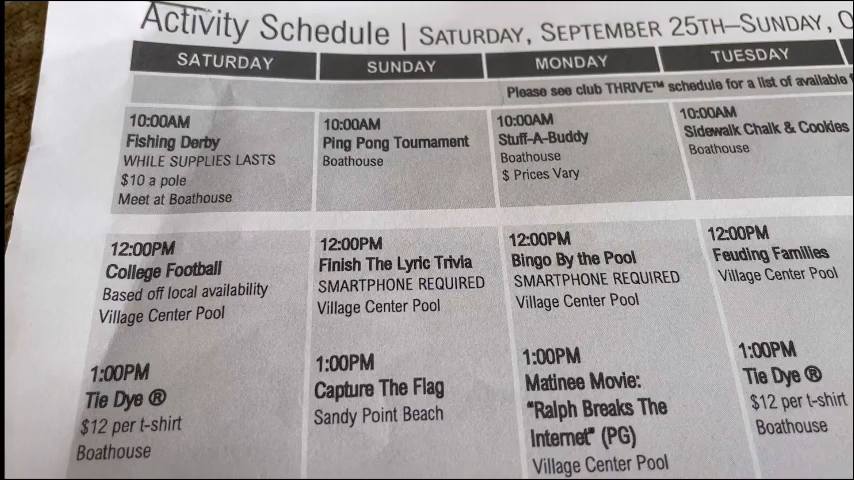 Activity Schedule | SATURDAY, SEPTEMBER 25TH–SUNDAY, O
SATURDAY SUNDAY MONDAY TUESDAY
Please see club THRIVE™ schedule for a list of available
10:00AM
Fishing Derby
WHILE SUPPLIES LASTS
$10 a pole
Meet at Boathouse
10:00AM
Ping Pong Tournament
Boathouse
10:00AM
Stuff-A-Buddy
Boathouse
$ Prices Vary
10:00AM
Sidewalk Chalk & Cookies
Boathouse
12:00PM
College Football
Based off local availability
Village Center Pool
12:00PM
Finish The Lyric Trivia
SMARTPHONE REQUIRED
Village Center Pool
12:00PM
Bingo By the Pool
SMARTPHONE REQUIRED
Village Center Pool
12:00PM
Feuding Families
Village Center Pool
1:00PM
Tie Dye ®
$12 per t-shirt
Boathouse
1:00PM
Capture The Flag
Sandy Point Beach
1:00PM
Matinee Movie:
"Ralph Breaks The
Internet" (PG)
Village Center Pool
1:00PM
Tie Dye ®
$12 per t-shirt
Boathouse